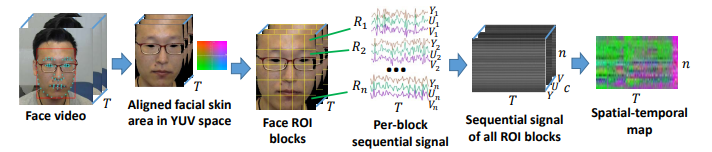 T
Face video
T
Aligned facial skin
area in YUV space
R1
R2
Rn
T
Face ROI
blocks
Y1
U1
V1
Y2
U2
V2
•••
Yn
Un
Vn
T
Per-block
sequential signal
n
V
U
C
T
Sequential signal
of all ROI blocks
n
T
Spatial-temporal
map